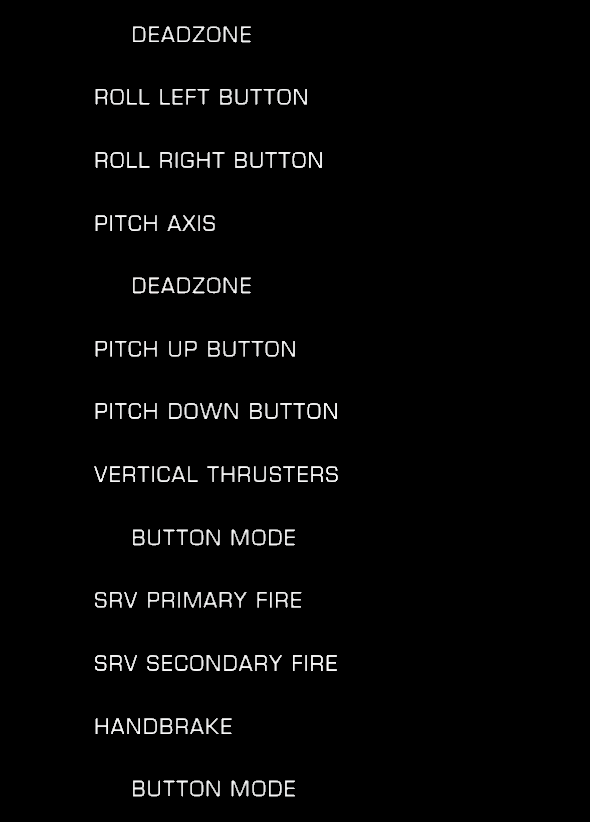 DEADZONE
ROLL LEFT BUTTON
ROLL RIGHT BUTTON
PITCH AXIS
DEADZONE
PITCH UP BUTTON
PITCH DOWN BUTTON
VERTICAL THRUSTERS
BUTTON MODE
SRV PRIMARY FIRE
SRV SECONDARY FIRE
HANDBRAKE
BUTTON MODE